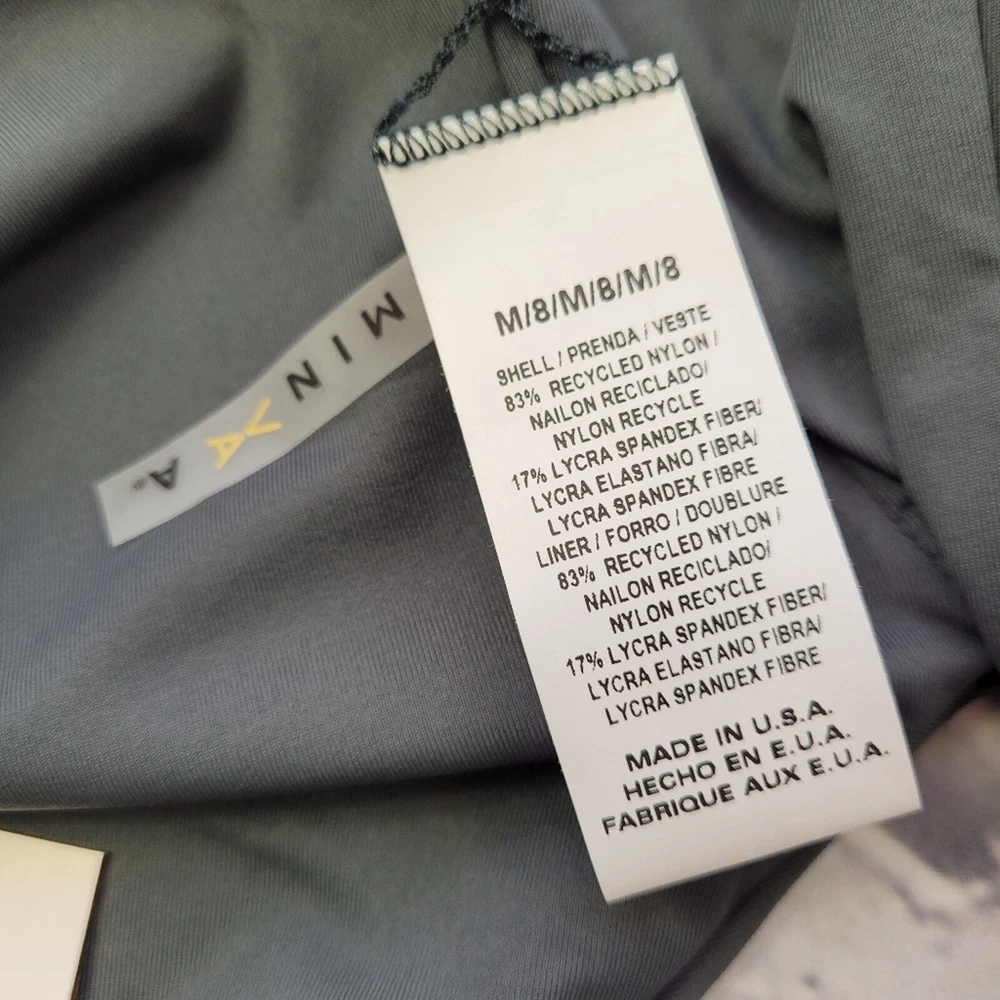 M/8/M/8/M/8
SHELL / PRENDA / VESTE
83% RECYCLED NYLON /
NAILON RECICLADO/
NYLON RECYCLE
17% LYCRA SPANDEX FIBER/
LYCRA ELASTANO FIBRA/
LYCRA SPANDEX FIBRE
LINER / FORRO / DOUBLURE
83% RECYCLED NYLON /
NAILON RECICLADO/
NYLON RECYCLE
17% LYCRA SPANDEX FIBER/
LYCRA ELASTANO FIBRA/
LYCRA SPANDEX FIBRE
MADE IN U.S.A.
HECHO EN E.U.A.
FABRIQUE AUX E.U.A.